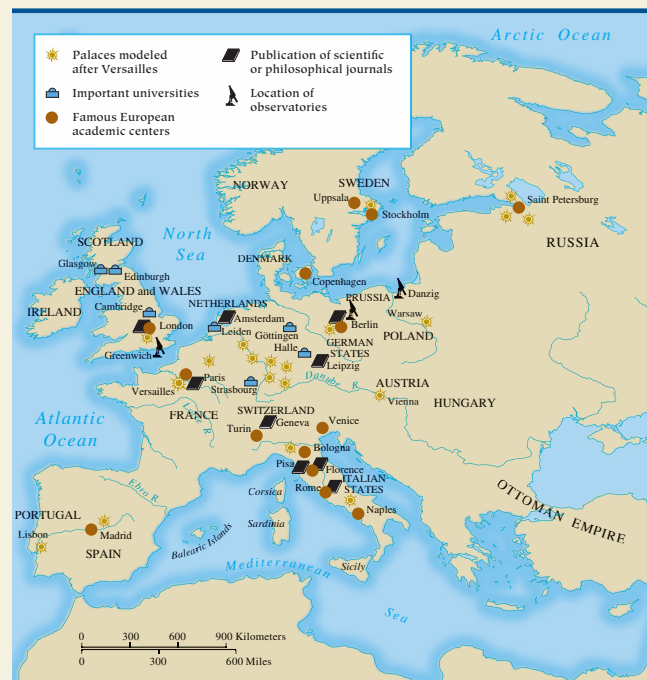 Arctic Ocean
Palaces modeled
after Versailles
Important universities
Famous European
academic centers
Publication of scientific
or philosophical journals
Location of
observatories
NORWAY
SWEDEN
Uppsala
Stockholm
Saint Petersburg
RUSSIA
North
Sea
SCOTLAND
Glasgow
Edinburgh
DENMARK
Copenhagen
ENGLAND and WALES
IRELAND
Cambridge
London
Greenwich
NETHERLANDS
Amsterdam
Leiden
Göttingen
Halle
PRUSSIA
Danzig
Berlin
Warsaw
POLAND
GERMAN
STATES
Leipzig
Paris
Versailles
Strasbourg
Danube R.
AUSTRIA
Vienna
HUNGARY
Atlantic
Ocean
FRANCE
SWITZERLAND
Geneva
Turin
Venice
Bologna
Pisa
Florence
ITALIAN
STATES
Rome
Naples
Corsica
Sardinia
Sicily
Ebro R.
PORTUGAL
Lisbon
Madrid
SPAIN
Balearic Islands
Mediterranean
Sea
OTTOMAN EMPIRE
0 300 600 900 Kilometers
0 300 600 Miles